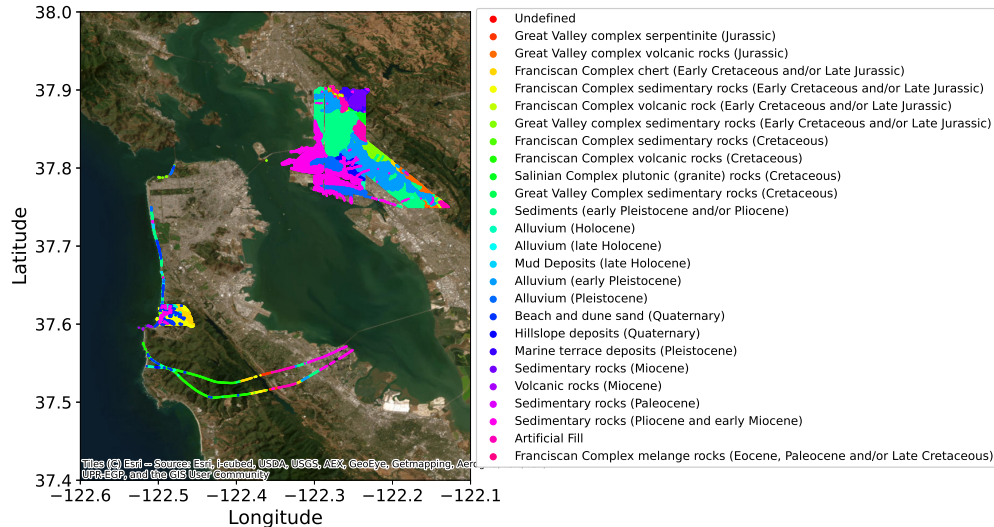 38.0
37.9
37.8
37.7
37.6
37.5
37.4
Latitude
−122.6
−122.5
−122.4
−122.3
−122.2
−122.1
Longitude
Tiles (C) Esri -- Source: Esri, i-cubed, USDA, USGS, AEX, GeoEye, Getmapping,
UPR-EGP, and the GIS User Community
Undefined
Great Valley complex serpentinite (Jurassic)
Great Valley complex volcanic rocks (Jurassic)
Franciscan Complex chert (Early Cretaceous and/or Late Jurassic)
Franciscan Complex sedimentary rocks (Early Cretaceous and/or Late Jurassic)
Franciscan Complex volcanic rock (Early Cretaceous and/or Late Jurassic)
Great Valley complex sedimentary rocks (Early Cretaceous and/or Late Jurassic)
Franciscan Complex sedimentary rocks (Cretaceous)
Franciscan Complex volcanic rocks (Cretaceous)
Salinian Complex plutonic (granite) rocks (Cretaceous)
Great Valley Complex sedimentary rocks (Cretaceous)
Sediments (early Pleistocene and/or Pliocene)
Alluvium (Holocene)
Alluvium (late Holocene)
Mud Deposits (late Holocene)
Alluvium (early Pleistocene)
Alluvium (Pleistocene)
Beach and dune sand (Quaternary)
Hillslope deposits (Quaternary)
Marine terrace deposits (Pleistocene)
Sedimentary rocks (Miocene)
Volcanic rocks (Miocene)
Sedimentary rocks (Paleocene)
Sedimentary rocks (Pliocene and early Miocene)
Artificial Fill
Franciscan Complex melange rocks (Eocene, Paleocene and/or Late Cretaceous)